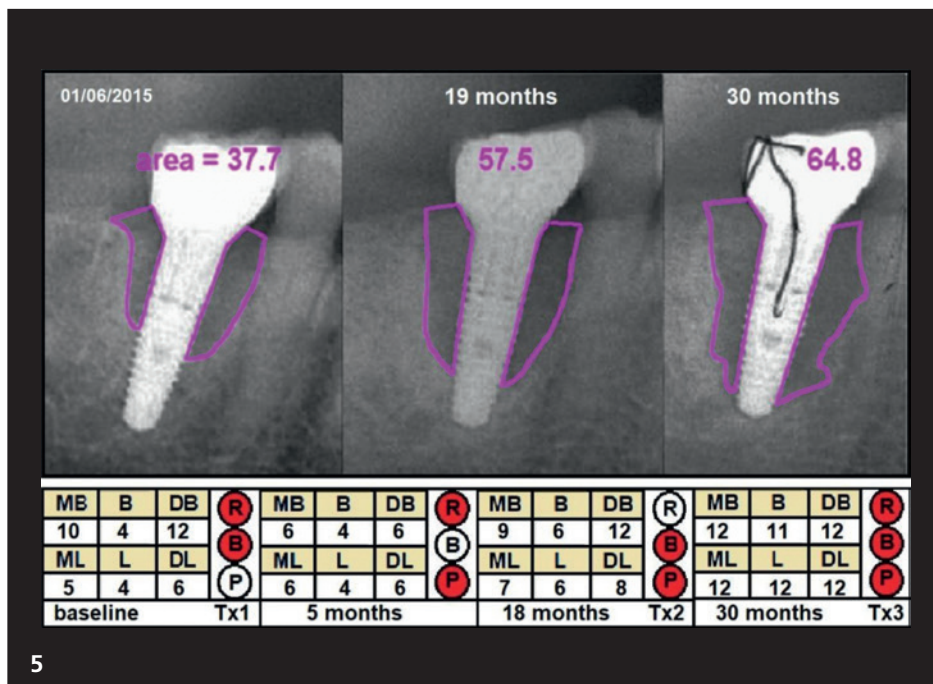 01/06/2015
19 months
30 months
area = 37.7
57.5
64.8
MB B DB R MB B DB R MB B DB R MB B DB R
10 4 12 B 6 4 6 B 9 6 12 B 12 11 12 B
ML L DL ML L DL ML L DL ML L DL
5 4 6 P 6 4 6 P 7 6 8 P 12 12 12 P
baseline Tx1 5 months 18 months Tx2 30 months Tx3
5